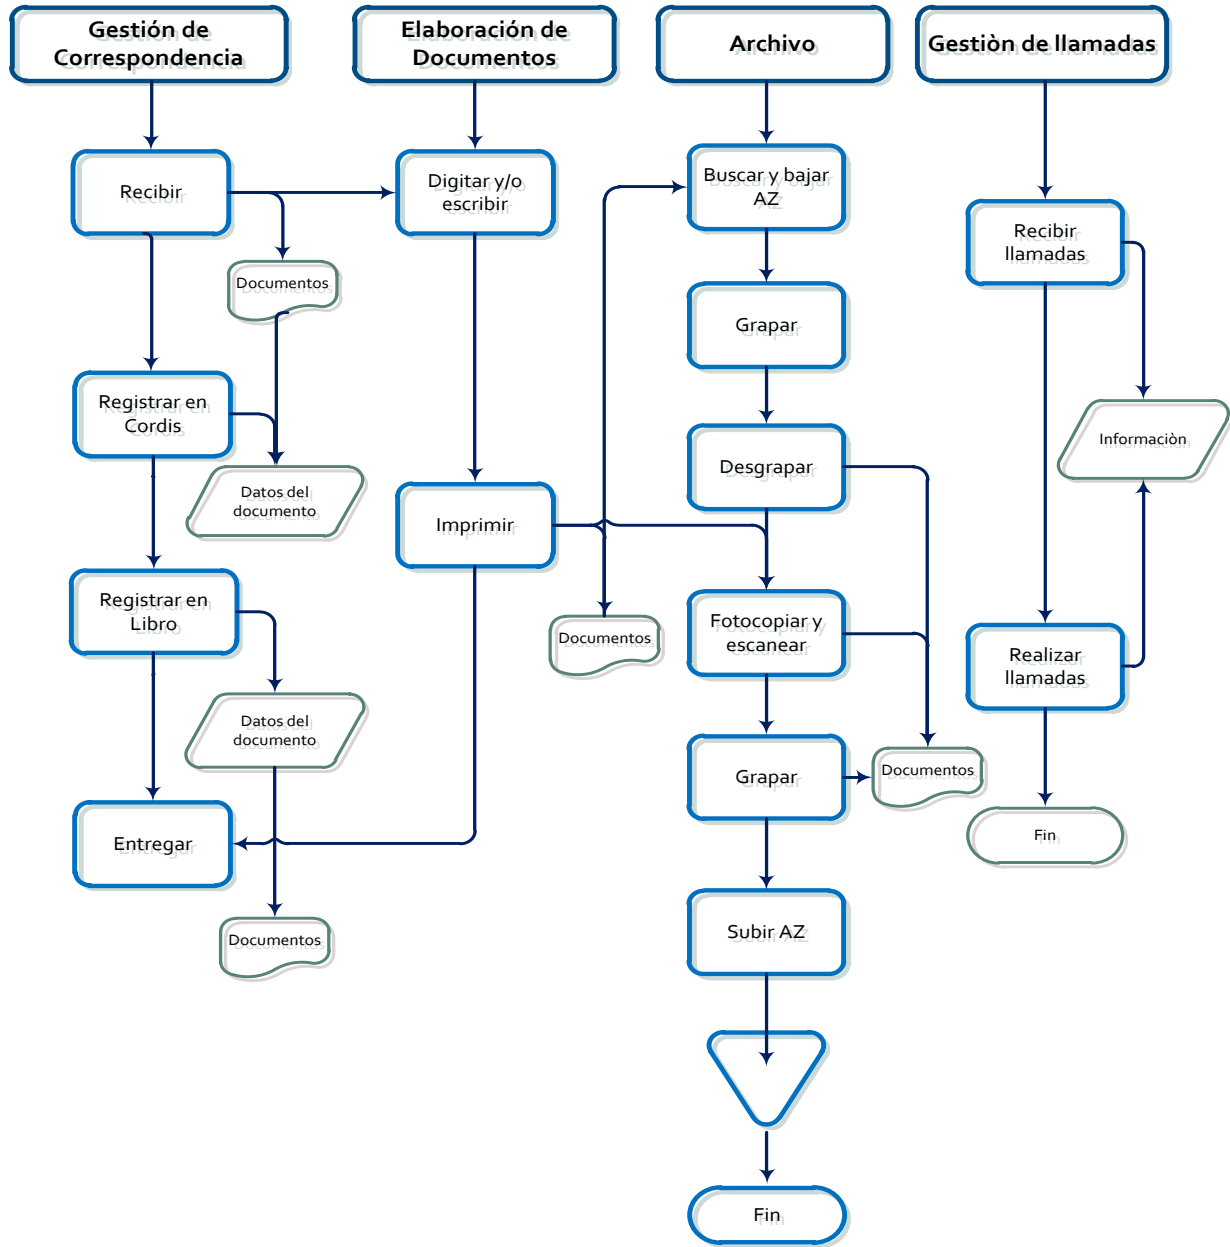 Gestión de
Correspondencia
Elaboración de
Documentos
Archivo
Gestiòn de llamadas
Recibir
Digitar y/o
escribir
Buscar y bajar
AZ
Recibir
llamadas
Documentos
Grapar
Registrar en
Cordis
Informaciòn
Desgrapar
Datos del
documento
Imprimir
Registrar en
Libro
Documentos
Fotocopiar y
escanear
Realizar
llamadas
Datos del
documento
Grapar
Documentos
Entregar
Fin
Documentos
Subir AZ
Fin